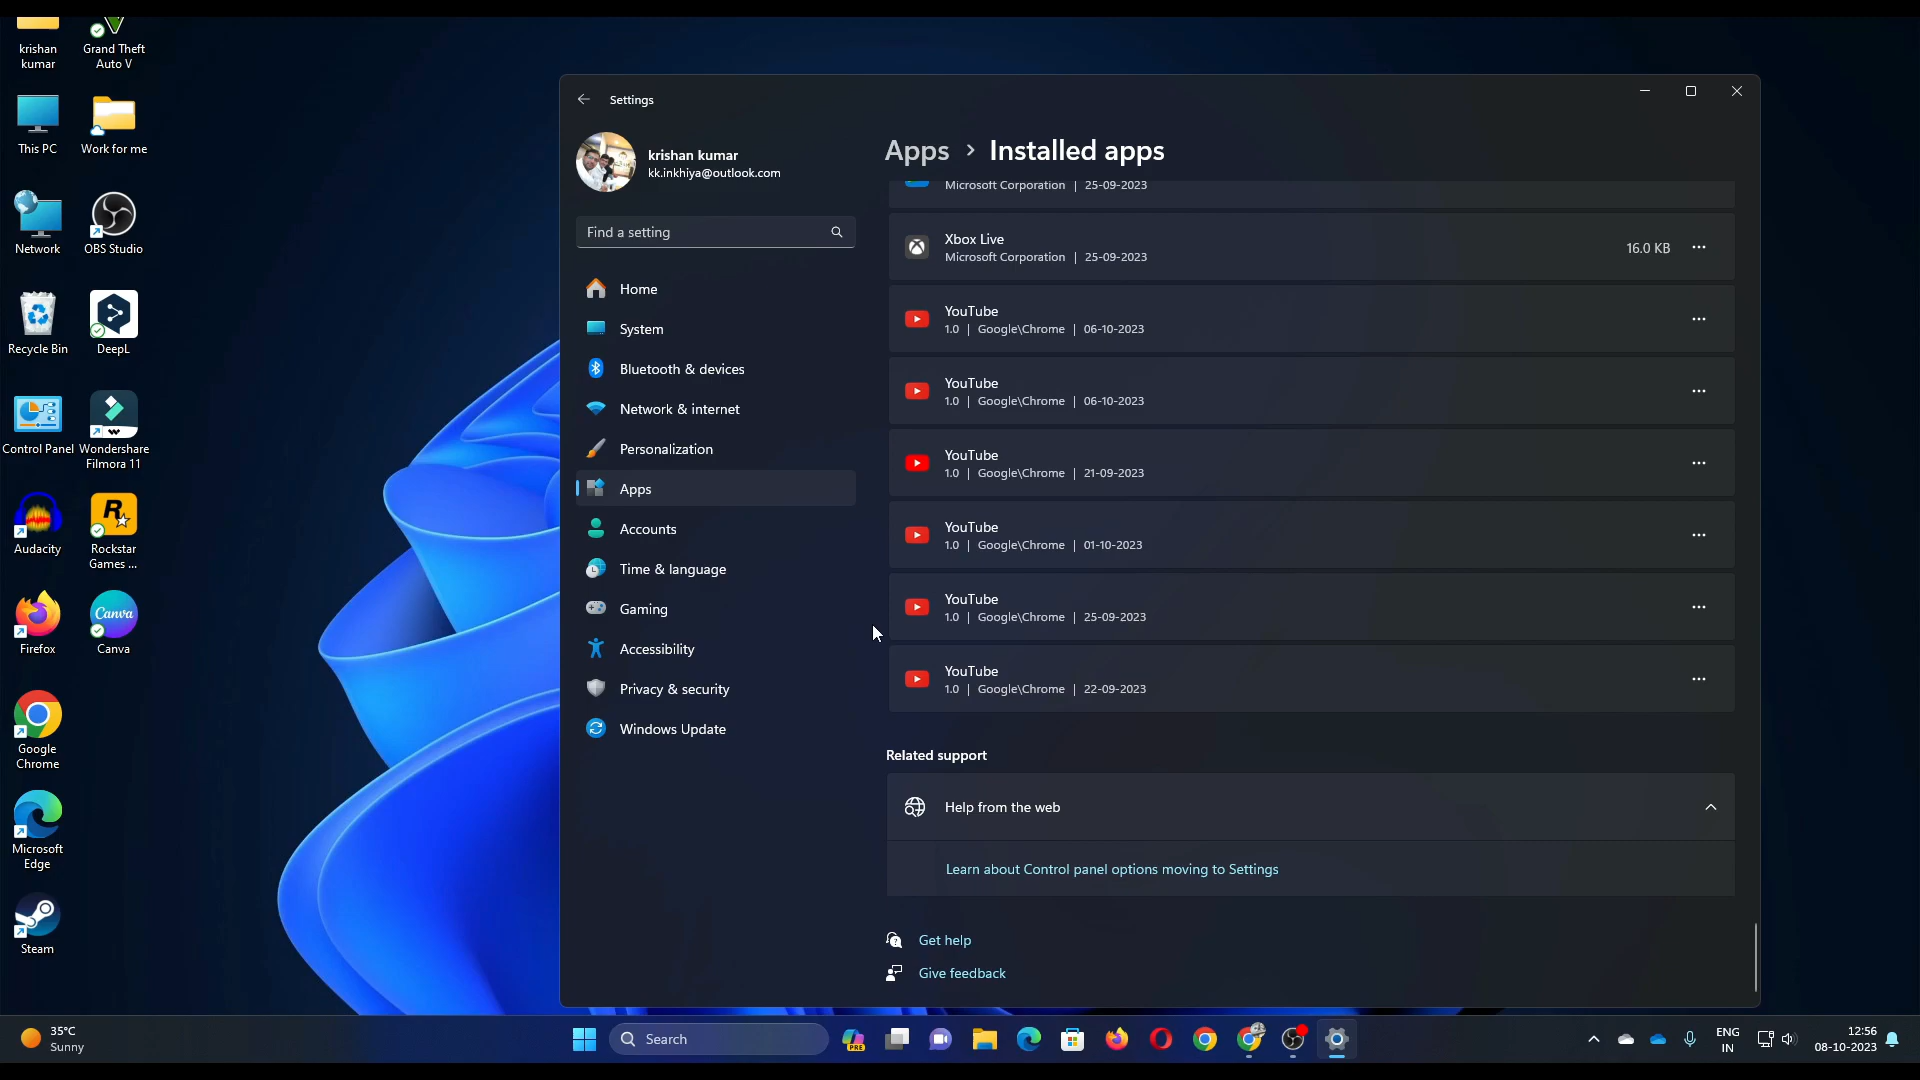 krishan
kumar
Grand Theft
Auto V
This PC
Work for me
Network
OBS Studio
Recycle Bin
DeepL
Control Panel
Wondershare
Filmora 11
Audacity
Rockstar
Games ...
Firefox
Canva
Canva
Google
Chrome
Microsoft
Edge
Steam
Settings
krishan kumar
kk.inkhiya@outlook.com
Find a setting
Home
System
Bluetooth & devices
Network & internet
Personalization
Apps
Accounts
Time & language
Gaming
Accessibility
Privacy & security
Windows Update
Apps > Installed apps
Microsoft Corporation | 25-09-2023
Xbox Live
Microsoft Corporation | 25-09-2023
16.0 KB
YouTube
1.0 | Google\Chrome | 06-10-2023
YouTube
1.0 | Google\Chrome | 06-10-2023
YouTube
1.0 | Google\Chrome | 21-09-2023
YouTube
1.0 | Google\Chrome | 01-10-2023
YouTube
1.0 | Google\Chrome | 25-09-2023
YouTube
1.0 | Google\Chrome | 22-09-2023
Related support
Help from the web
Learn about Control panel options moving to Settings
Get help
Give feedback
35°C
Sunny
Search
PRE
ENG
IN
12:56
08-10-2023